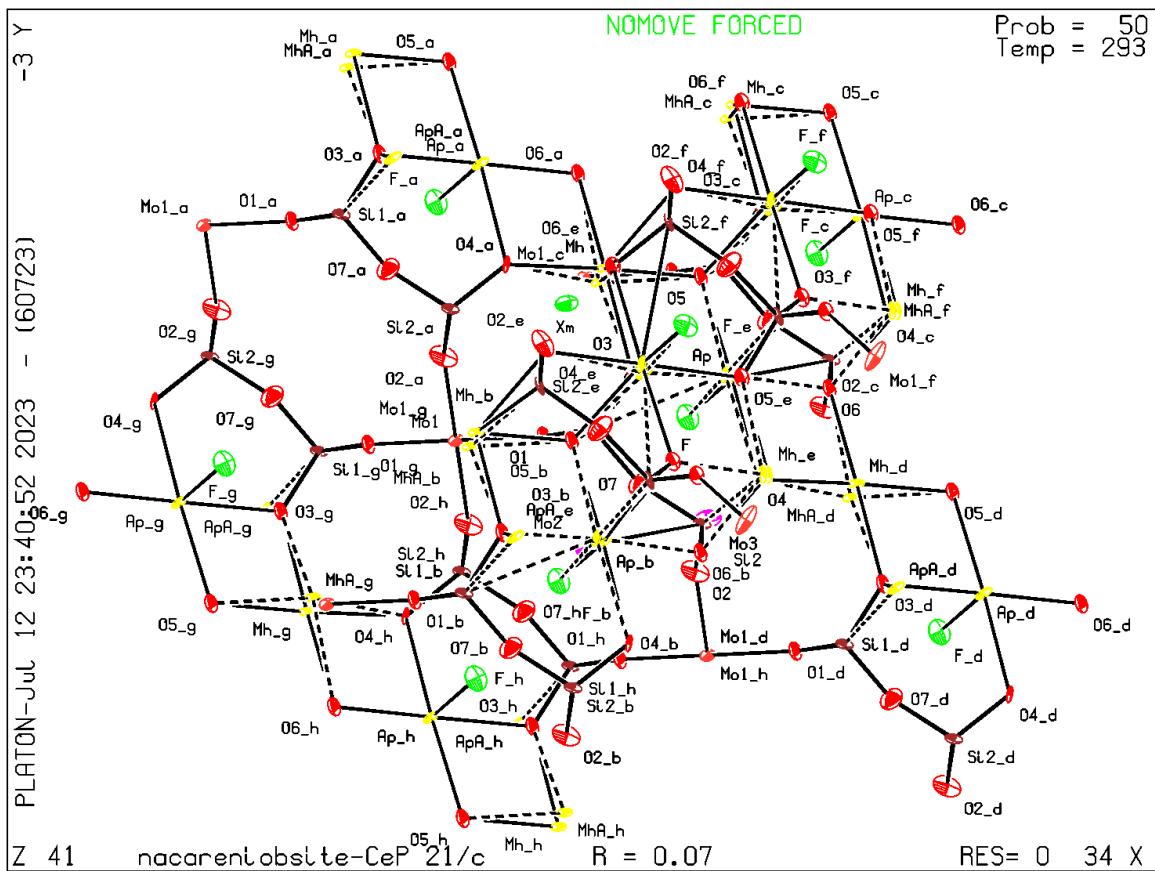 NOMOVE FORCED
Prob = 50
Temp = 293
PLATON-Jul 12 23:40:52 2023 - (60723)
-3 Y
Mh_a
MhA_a
O5_a
ApA_a
Ap_a
O3_a
F_a
O6_a
Mo1_a
O1_a
Si1_a
O4_a
O7_a
Si2_a
O2_a
O6_f
Mh_c
MhA_c
O5_c
F_f
O2_f
O4_f
O3_c
Ap_c
O6_c
Si2_f
F_c
O5_f
O6_e
Mh
Mo1_c
O3_f
O5
Mh_f
MhA_f
O4_c
Xm
O2_e
F_e
O3
Ap
O4_e
Si2_e
O2_c
Mo1_f
O5_e
O6
O2_g
Si2_g
Mh_b
Mo1_g
Mo1
O4_g
O7_g
O1
O5_b
F
Mh_e
Mh_d
Si1_g
O1_g
MhA_b
O7
O4
MhA_d
O5_d
F_g
O2_h
O3_b
ApA_e
Mo2
Mo3
O6_g
Ap_g
ApA_g
O3_g
Si2_h
Si1_b
Ap_b
Si2
O6_b
O2
ApA_d
O3_d
Ap_d
O6_d
MhA_g
O5_g
Mh_g
O4_h
O1_b
O7_h
F_b
O7_b
O1_h
O4_b
Mo1_d
Mo1_h
O1_d
Si1_d
F_d
O7_d
O4_d
F_h
O3_h
Si1_h
Si2_b
O6_h
Ap_h
ApA_h
O2_b
Si2_d
O2_d
O5_h
Mh_h
MhA_h
Z 41
nacareniobsite-CeP 21/c
R = 0.07
RES= 0 34 X